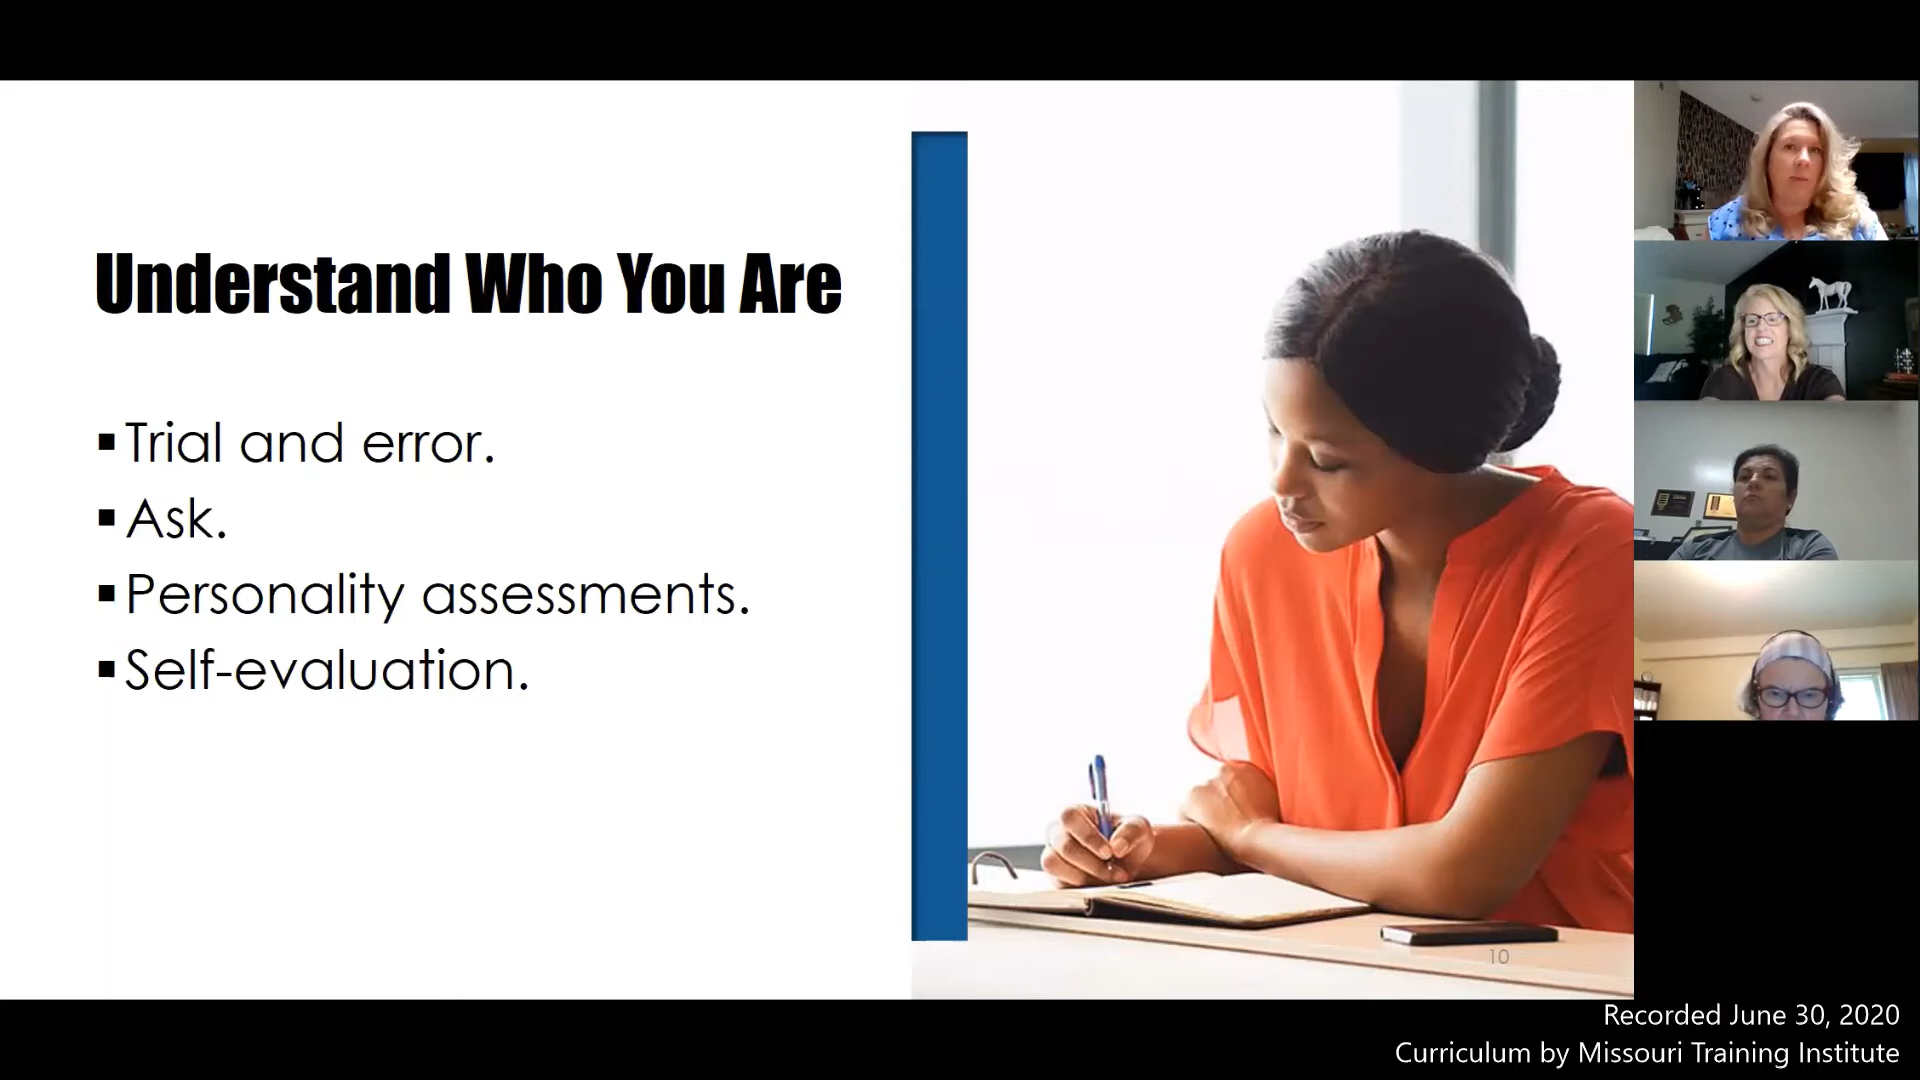 Understand Who You Are
▪Trial and error.
▪Ask.
▪Personality assessments.
▪Self-evaluation.
10
Recorded June 30, 2020
Curriculum by Missouri Training Institute